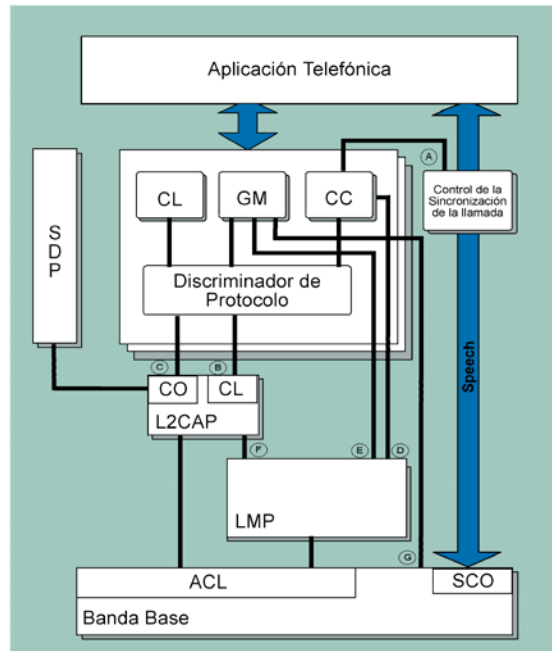 Aplicación Telefónica
A
CL
GM
CC
Control de la
Sincronización
de la llamada
SDP
Discriminador de
Protocolo
Speech
C
B
CO
CL
L2CAP
F
E
D
LMP
G
ACL
SCO
Banda Base